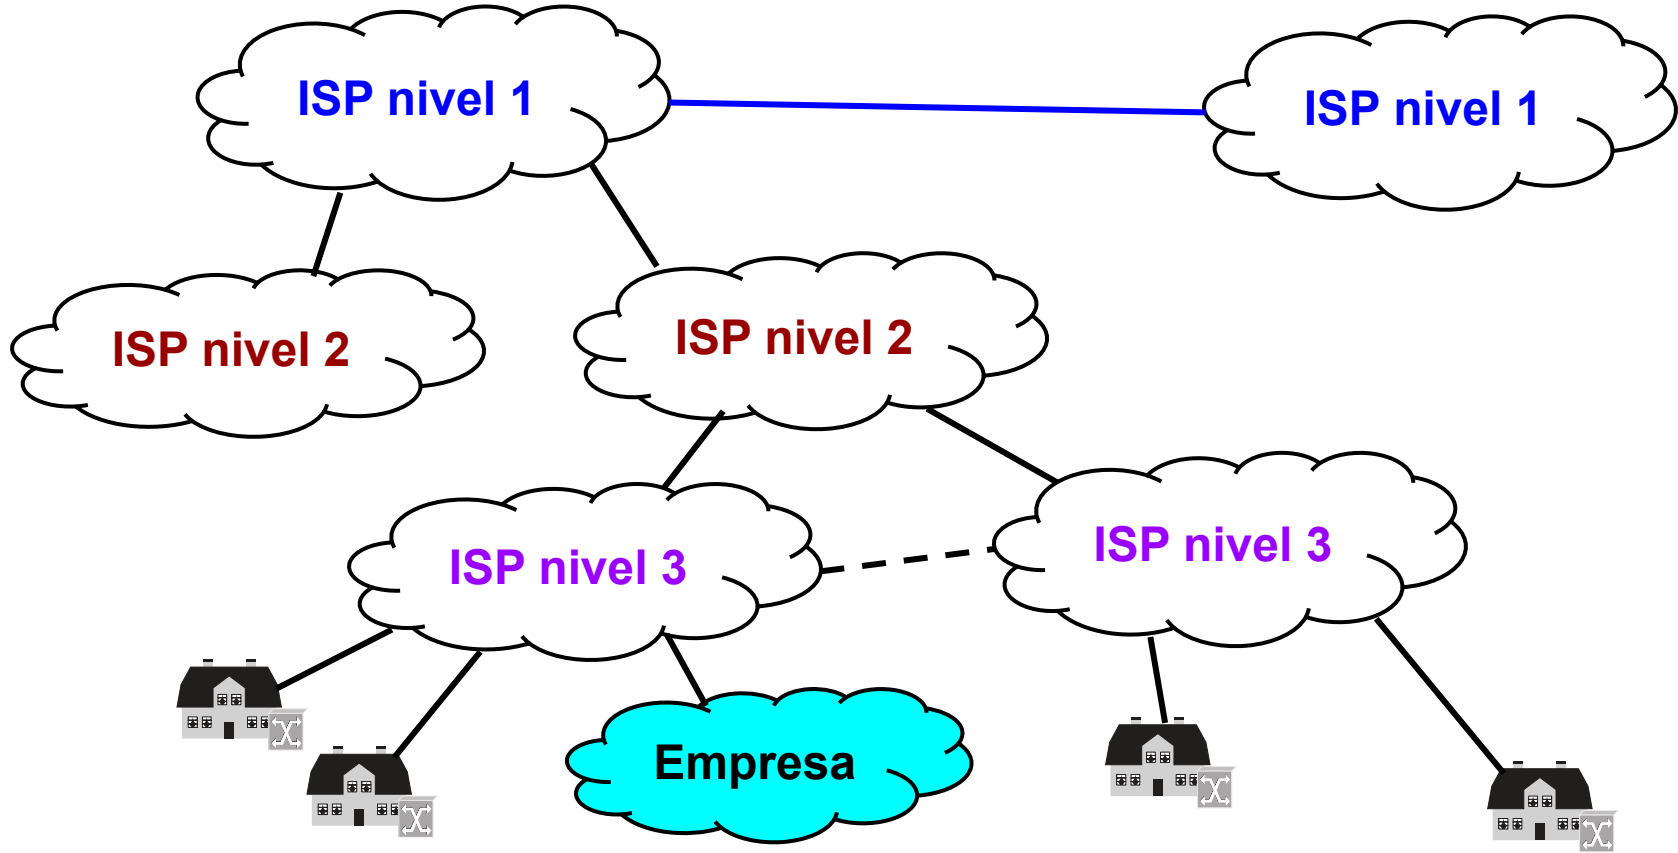 ISP nivel 1
ISP nivel 1
ISP nivel 2
ISP nivel 2
ISP nivel 3
ISP nivel 3
Empresa